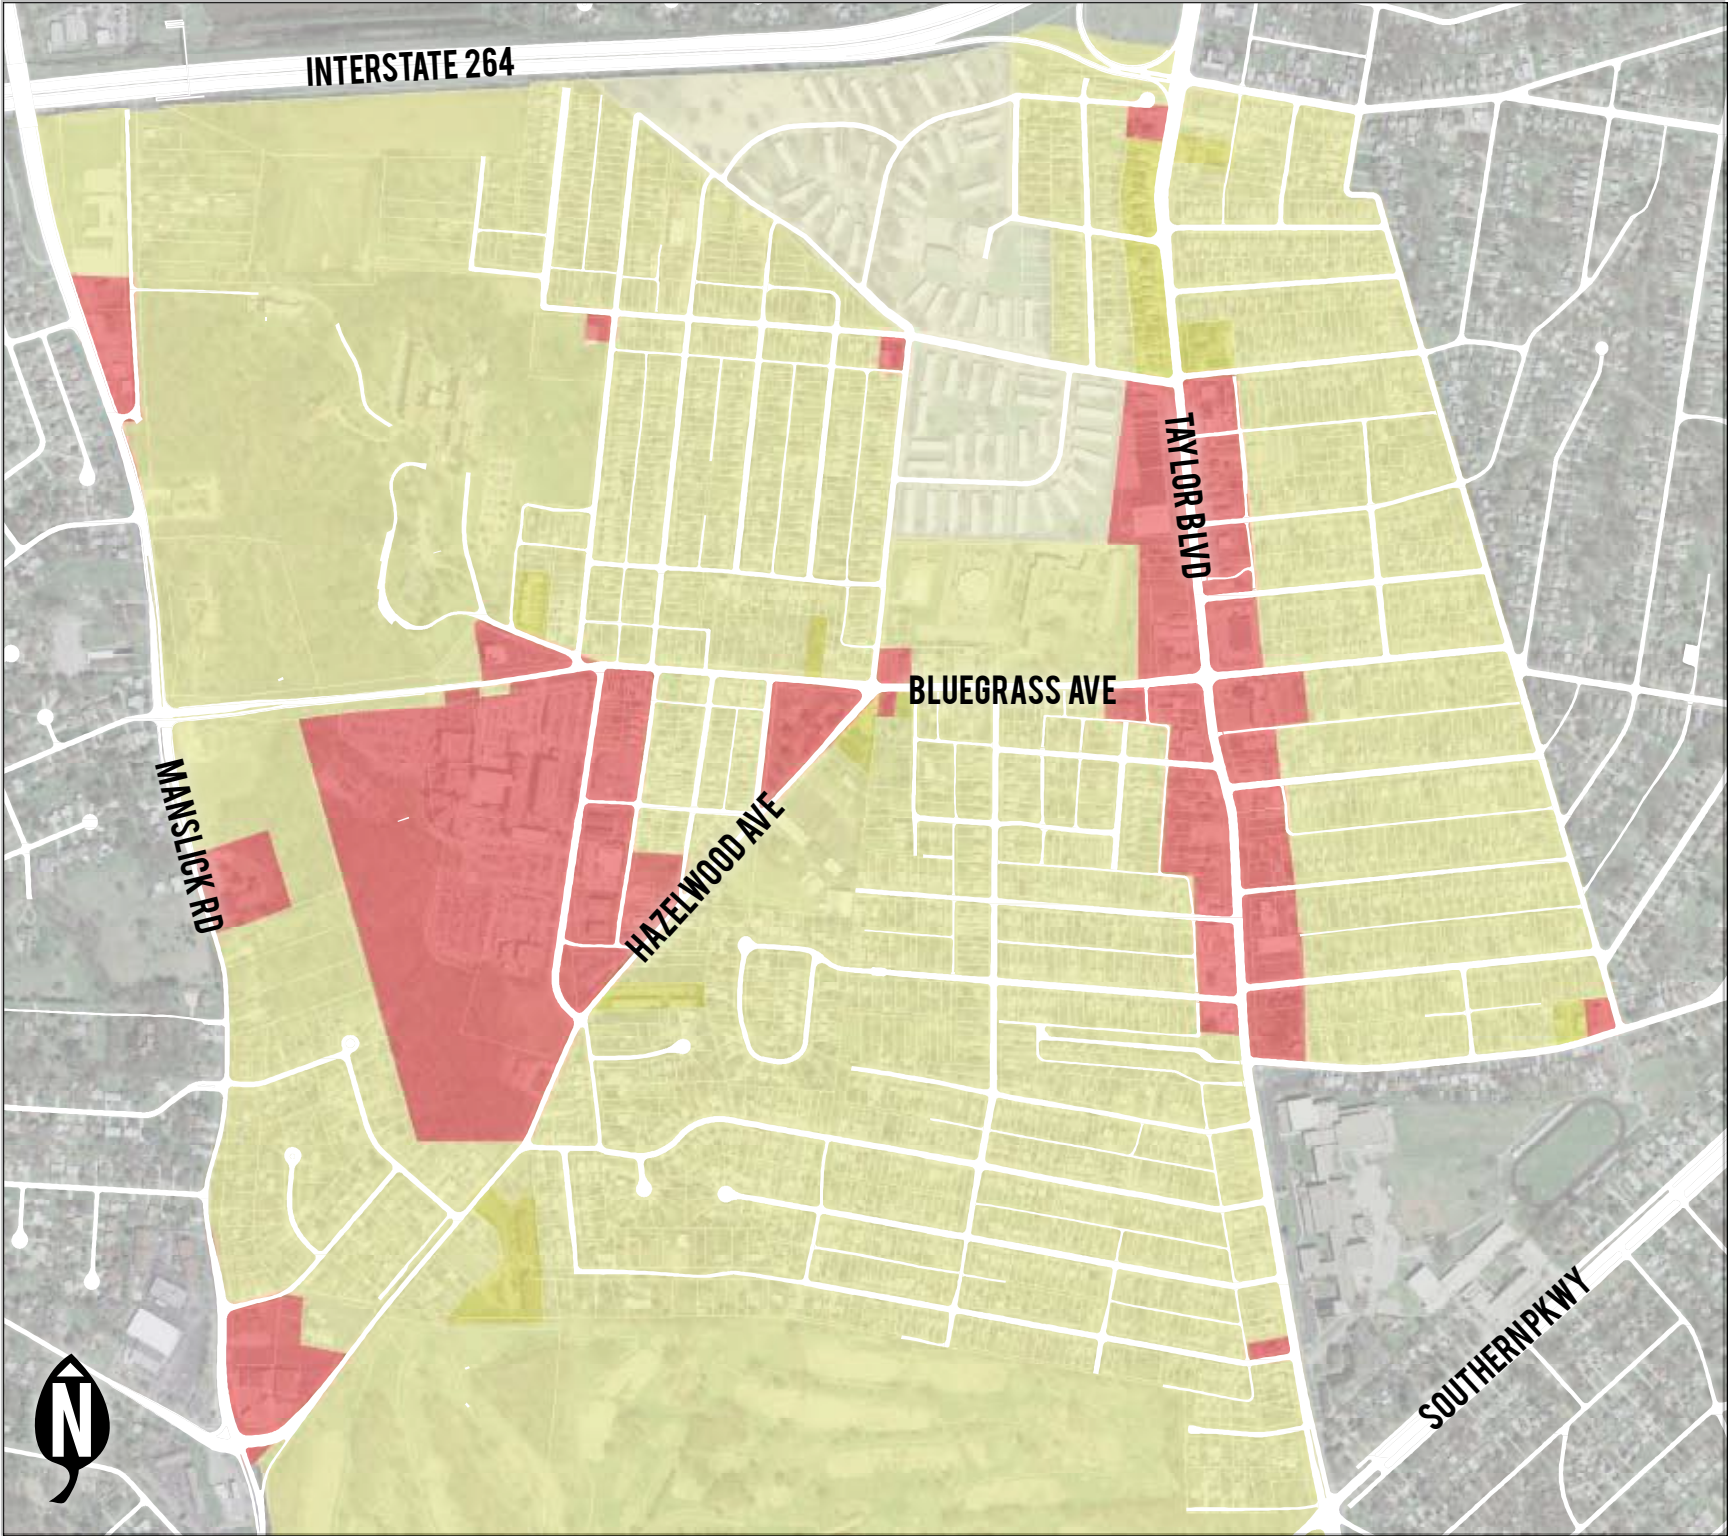 INTERSTATE 264
TAYLOR BLVD
BLUEGRASS AVE
MANSLICK RD
HAZELWOOD AVE
SOUTHERN PKWY
N